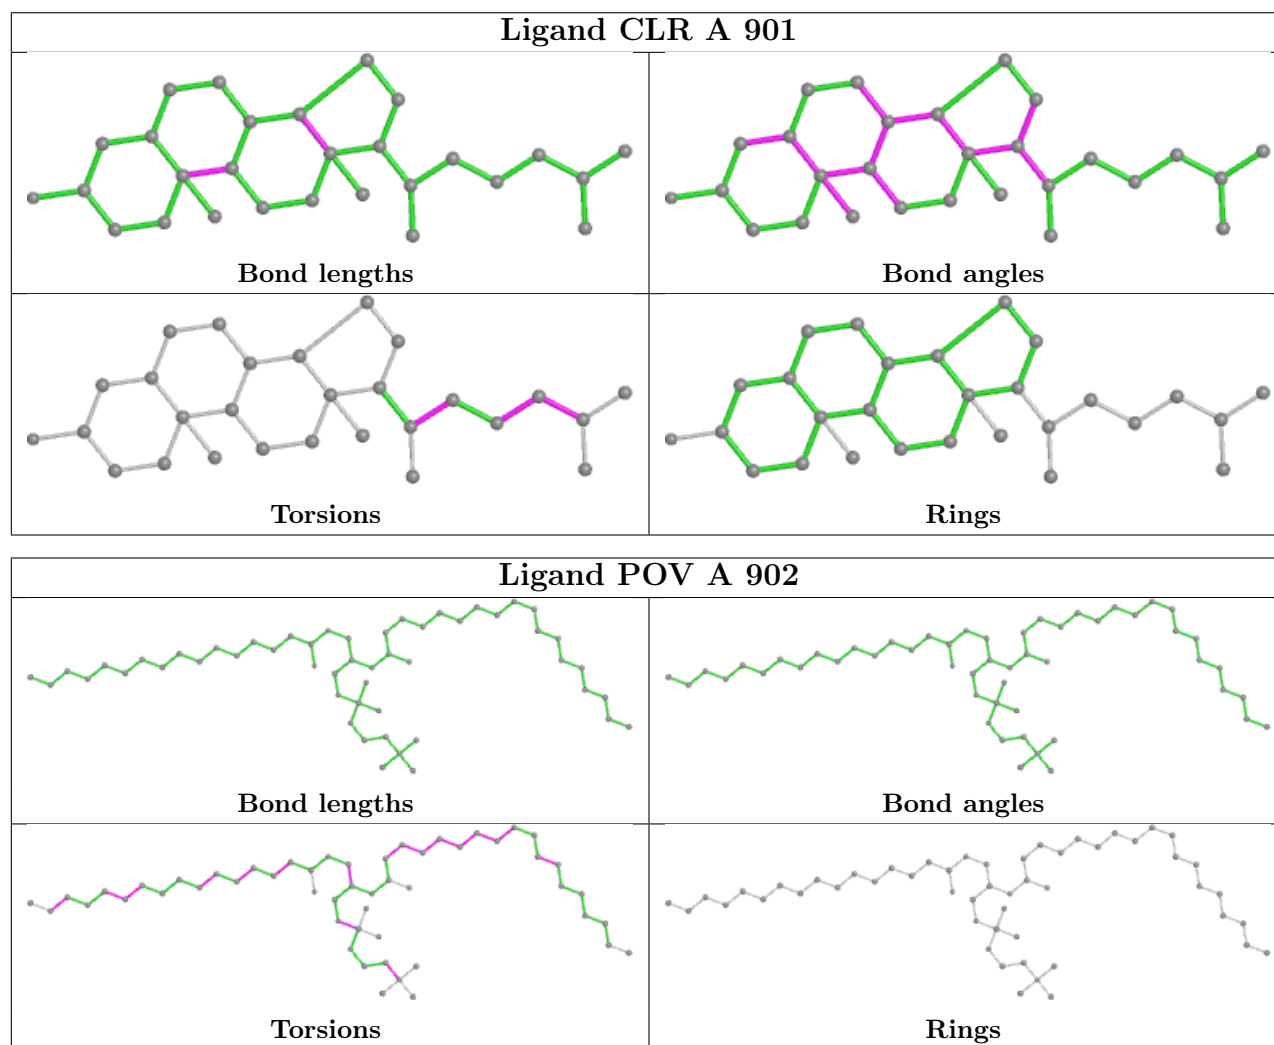 Ligand CLR A 901
Bond lengths
Bond angles
Torsions
Rings
Ligand POV A 902
Bond lengths
Bond angles
Torsions
Rings